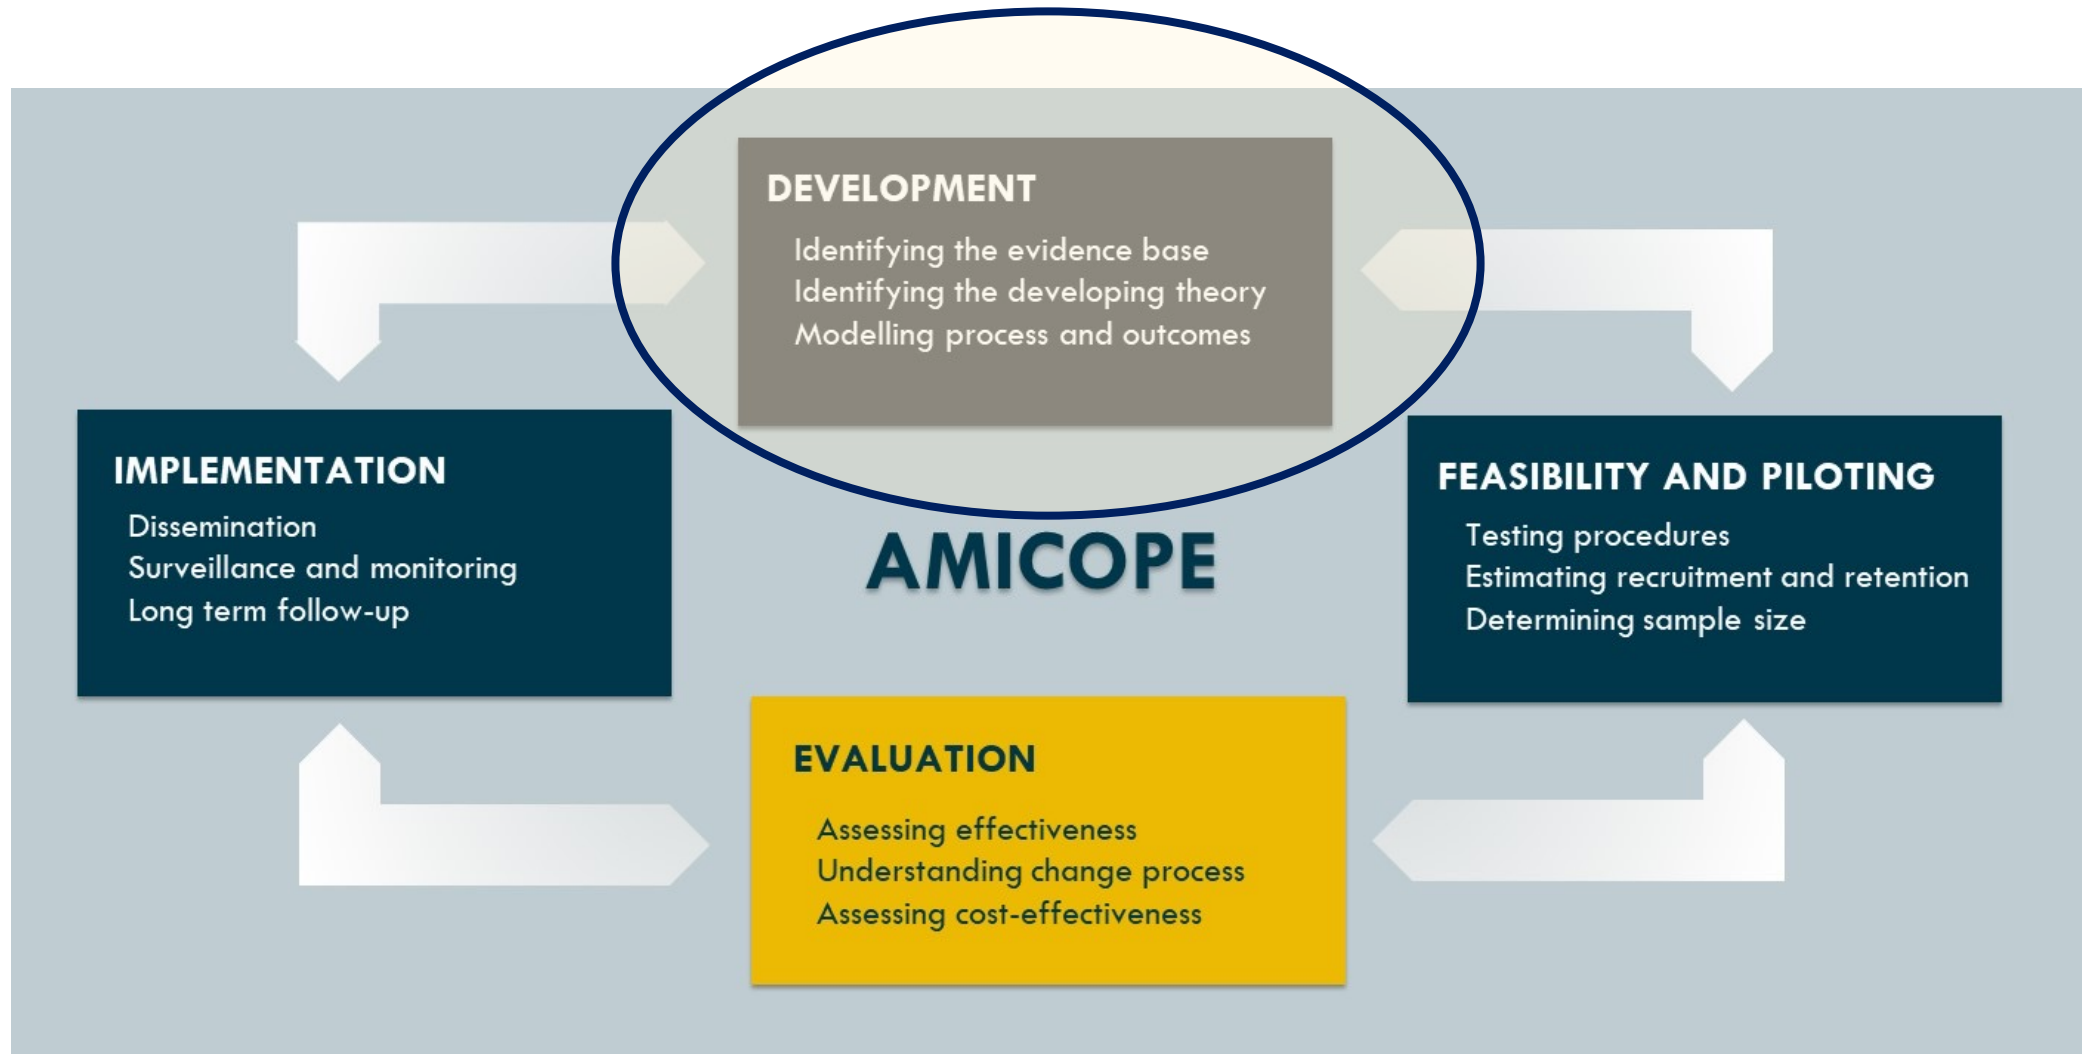 DEVELOPMENT
Identifying the evidence base
Identifying the developing theory
Modelling process and outcomes
IMPLEMENTATION
Dissemination
Surveillance and monitoring
Long term follow-up
AMICOPE
FEASIBILITY AND PILOTING
Testing procedures
Estimating recruitment and retention
Determining sample size
EVALUATION
Assessing effectiveness
Understanding change process
Assessing cost-effectiveness